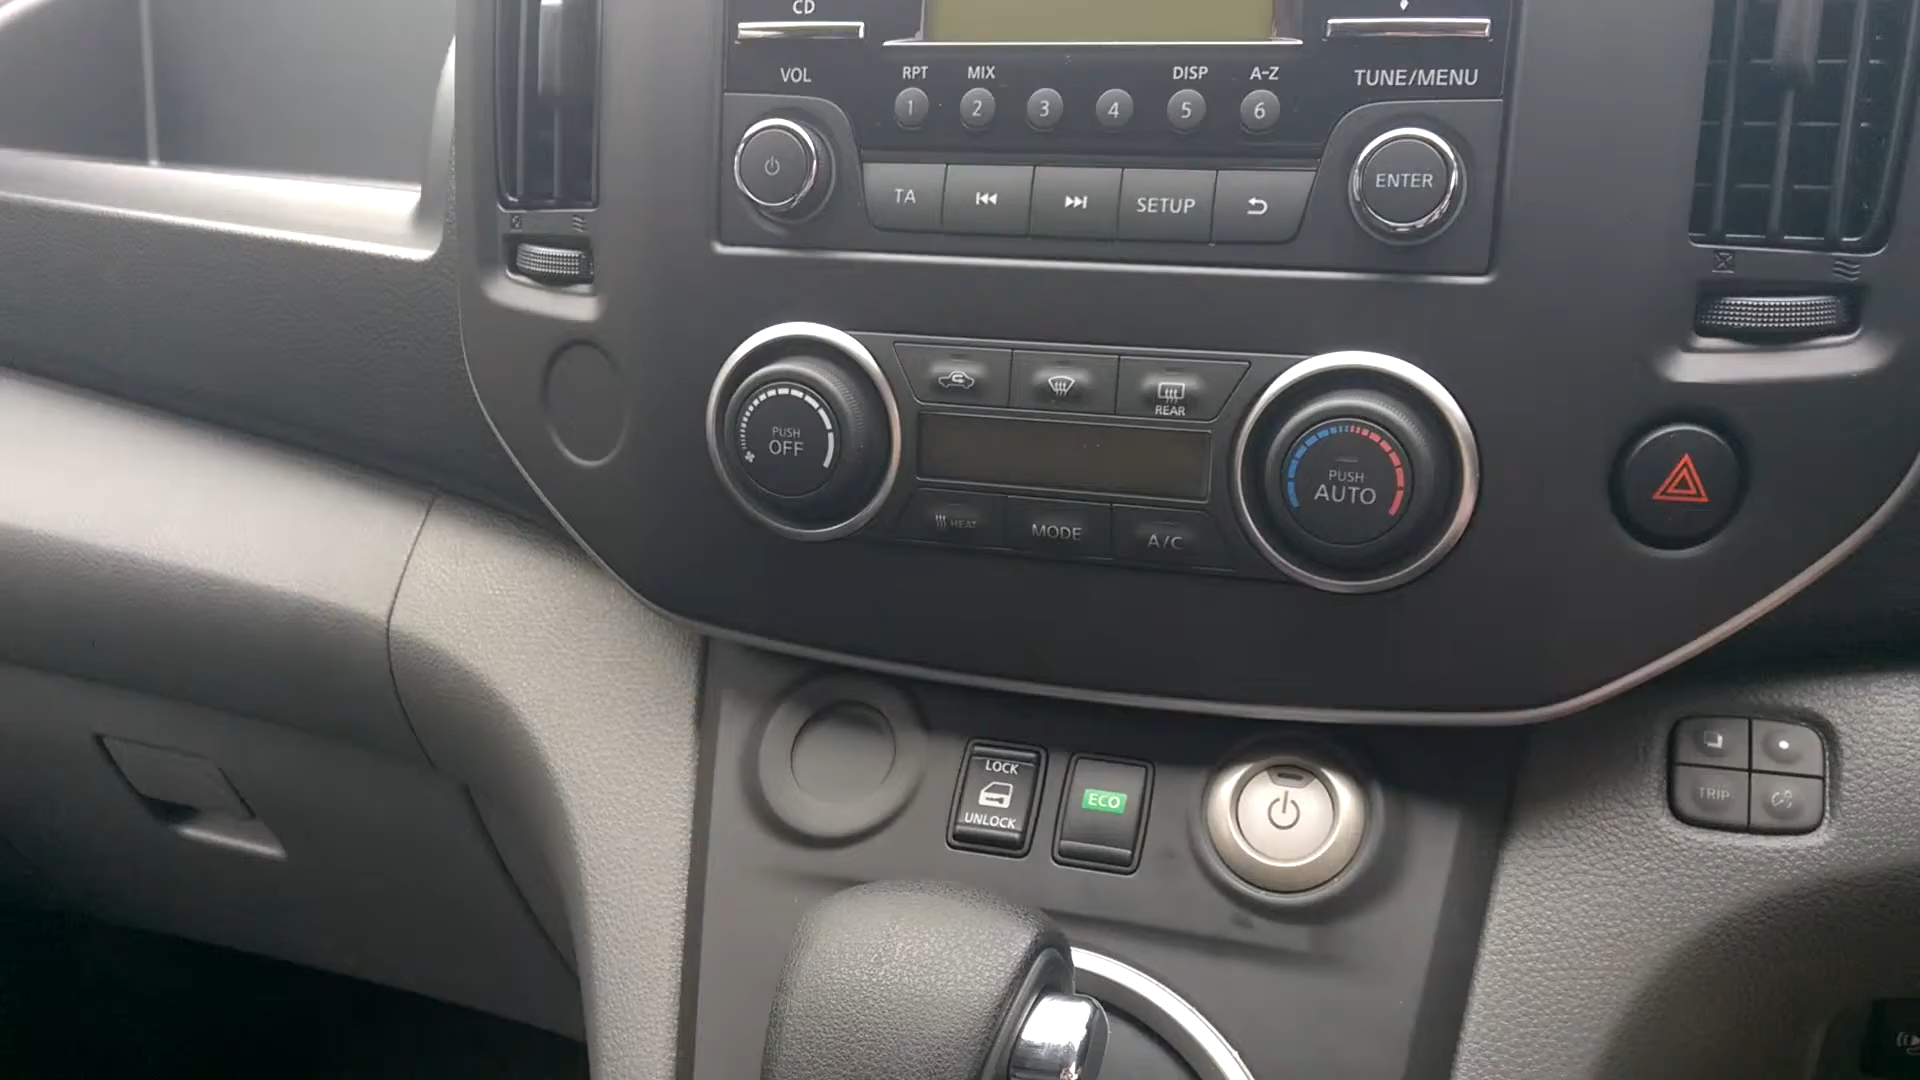 CD
VOL
RPT MIX DISP A-Z
TUNE/MENU
1 2 3 4 5 6
TA SETUP
ENTER
REAR
PUSH
OFF
PUSH
AUTO
HEAT MODE A/C
LOCK
UNLOCK
ECO
TRIP